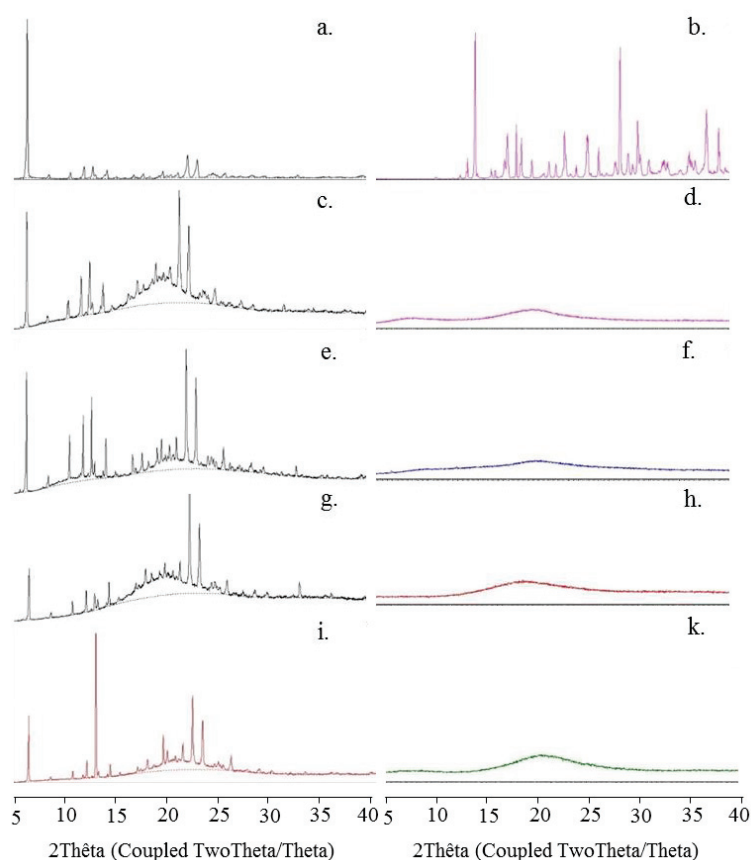 a.
b.
c.
d.
e.
f.
g.
h.
i.
k.
5 10 15 20 25 30 35 40
5 10 15 20 25 30 35 40
2Thêta (Coupled TwoTheta/Theta)
2Thêta (Coupled TwoTheta/Theta)